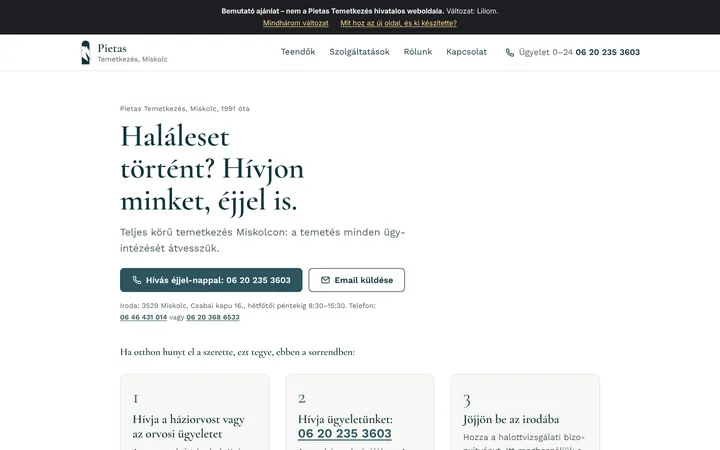 Bemutató ajánlat – nem a Pietas Temetkezés hivatalos weboldala. Változat: Liliom.
Mindhárom változat Mit hoz az új oldal, és ki készítette?
Pietas
Temetkezés, Miskolc
Teendők Szolgáltatások Rólunk Kapcsolat Ügyelet 0–24 06 20 235 3603
Pietas Temetkezés, Miskolc, 1991 óta
Haláleset
történt? Hívjon
minket, éjjel is.
Teljes körű temetkezés Miskolcon: a temetés minden ügy-
intézését átvesszük.
Hívás éjjel-nappal: 06 20 235 3603 Email küldése
Iroda: 3529 Miskolc, Csabai kapu 16., hétfőtől péntekig 8:30–15:30. Telefon:
06 46 431 014 vagy 06 20 368 6533
Ha otthon hunyt el a szerette, ezt tegye, ebben a sorrendben:
1
Hívja a háziorvost vagy
az orvosi ügyeletet
2
Hívja ügyeletünket:
06 20 235 3603
3
Jöjjön be az irodába
Hozza a halottvizsgálati bizo-